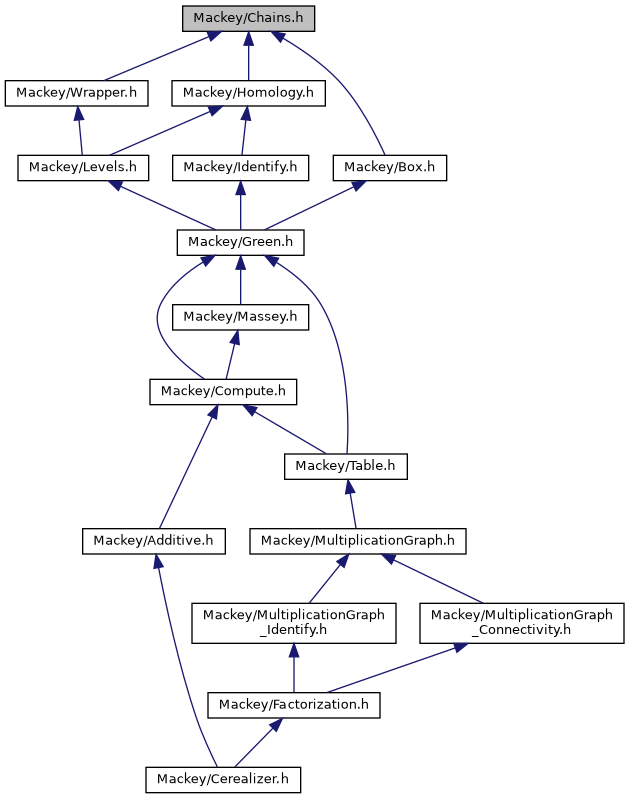 Mackey/Chains.h
Mackey/Wrapper.h
Mackey/Homology.h
Mackey/Levels.h
Mackey/Identify.h
Mackey/Box.h
Mackey/Green.h
Mackey/Massey.h
Mackey/Compute.h
Mackey/Table.h
Mackey/Additive.h
Mackey/MultiplicationGraph.h
Mackey/MultiplicationGraph
_Identify.h
Mackey/MultiplicationGraph
_Connectivity.h
Mackey/Factorization.h
Mackey/Cerealizer.h